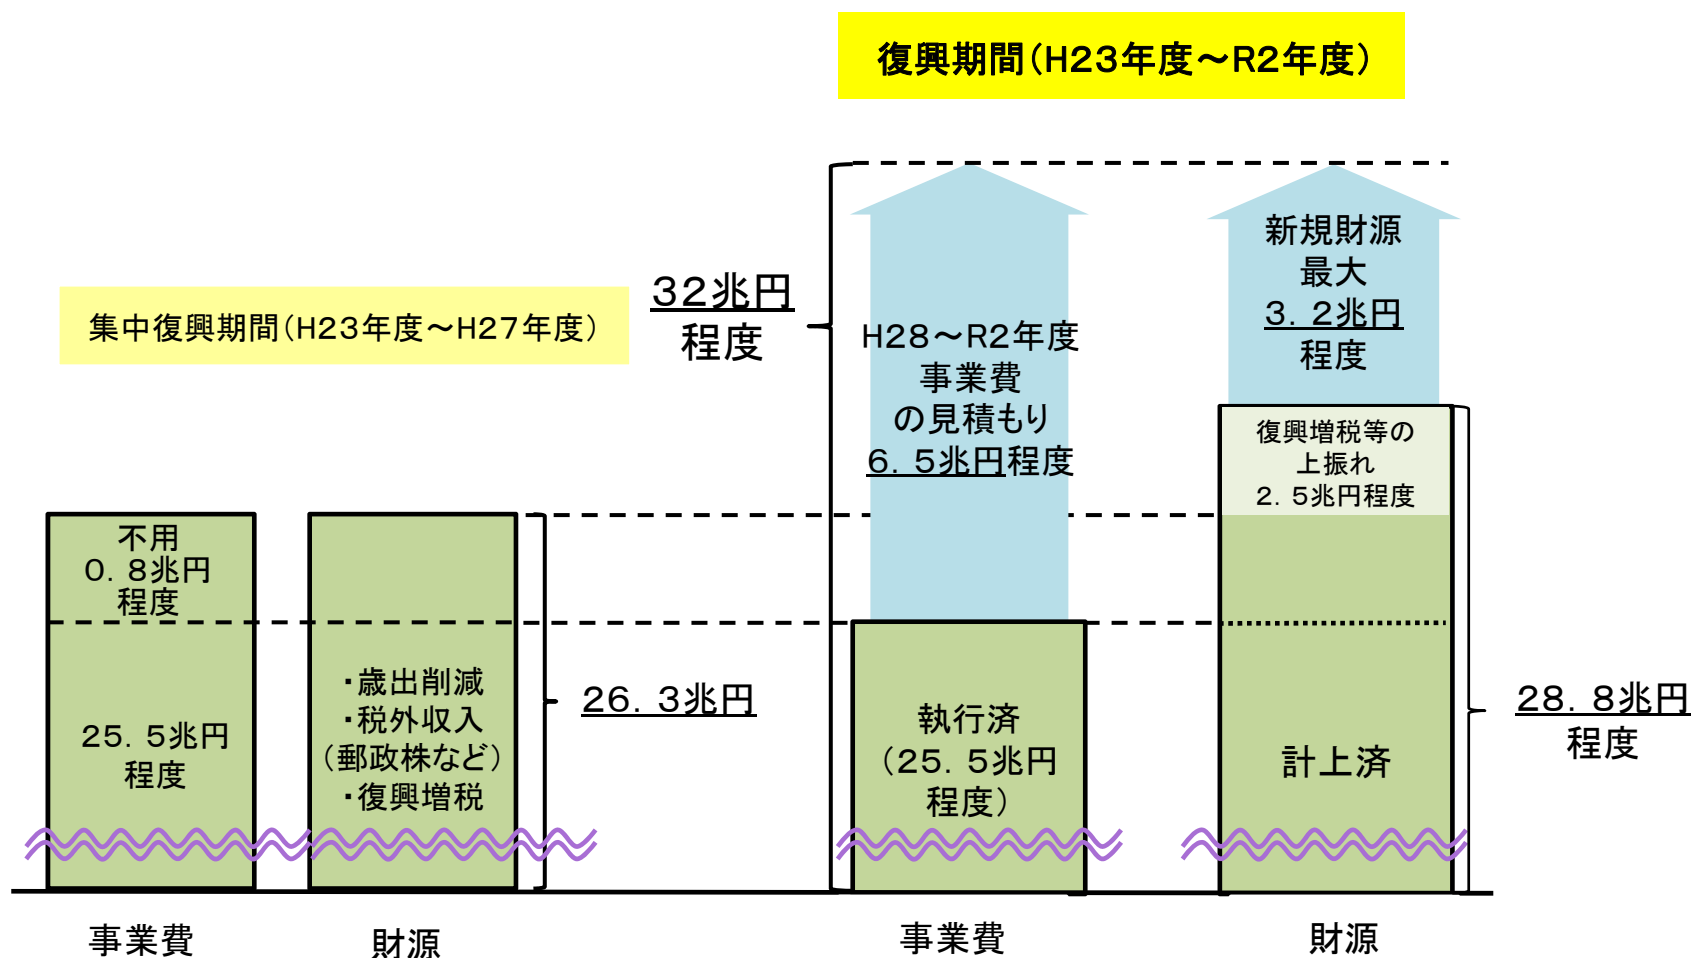 復興期間(H23年度~R2年度)
集中復興期間(H23年度~H27年度)
不用
0.8兆円
程度
25.5兆円
程度
・歳出削減
・税外収入
(郵政株など)
・復興増税
26.3兆円
事業費
財源
32兆円
程度
H28~R2年度
事業費
の見積もり
6.5兆円程度
執行済
(25.5兆円
程度)
新規財源
最大
3.2兆円
程度
復興増税等の
上振れ
2.5兆円程度
計上済
28.8兆円
程度
事業費
財源